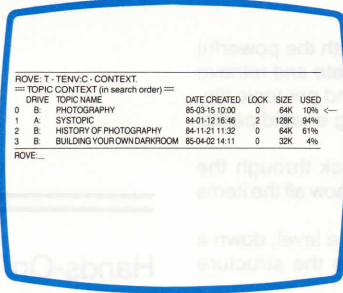 ROVE: T - TENV:C - CONTEXT.
=== TOPIC CONTEXT (in search order) ===
DRIVE TOPIC NAME DATE CREATED LOCK SIZE USED
0 B: PHOTOGRAPHY 85-03-15 10:00 0 64K 10% <—
1 A: SYSTOPIC 84-01-12 16:46 2 128K 94%
2 B: HISTORY OF PHOTOGRAPHY 84-11-21 11:32 0 64K 61%
3 B: BUILDING YOUR OWN DARKROOM 85-04-02 14:11 0 32K 4%
ROVE:_